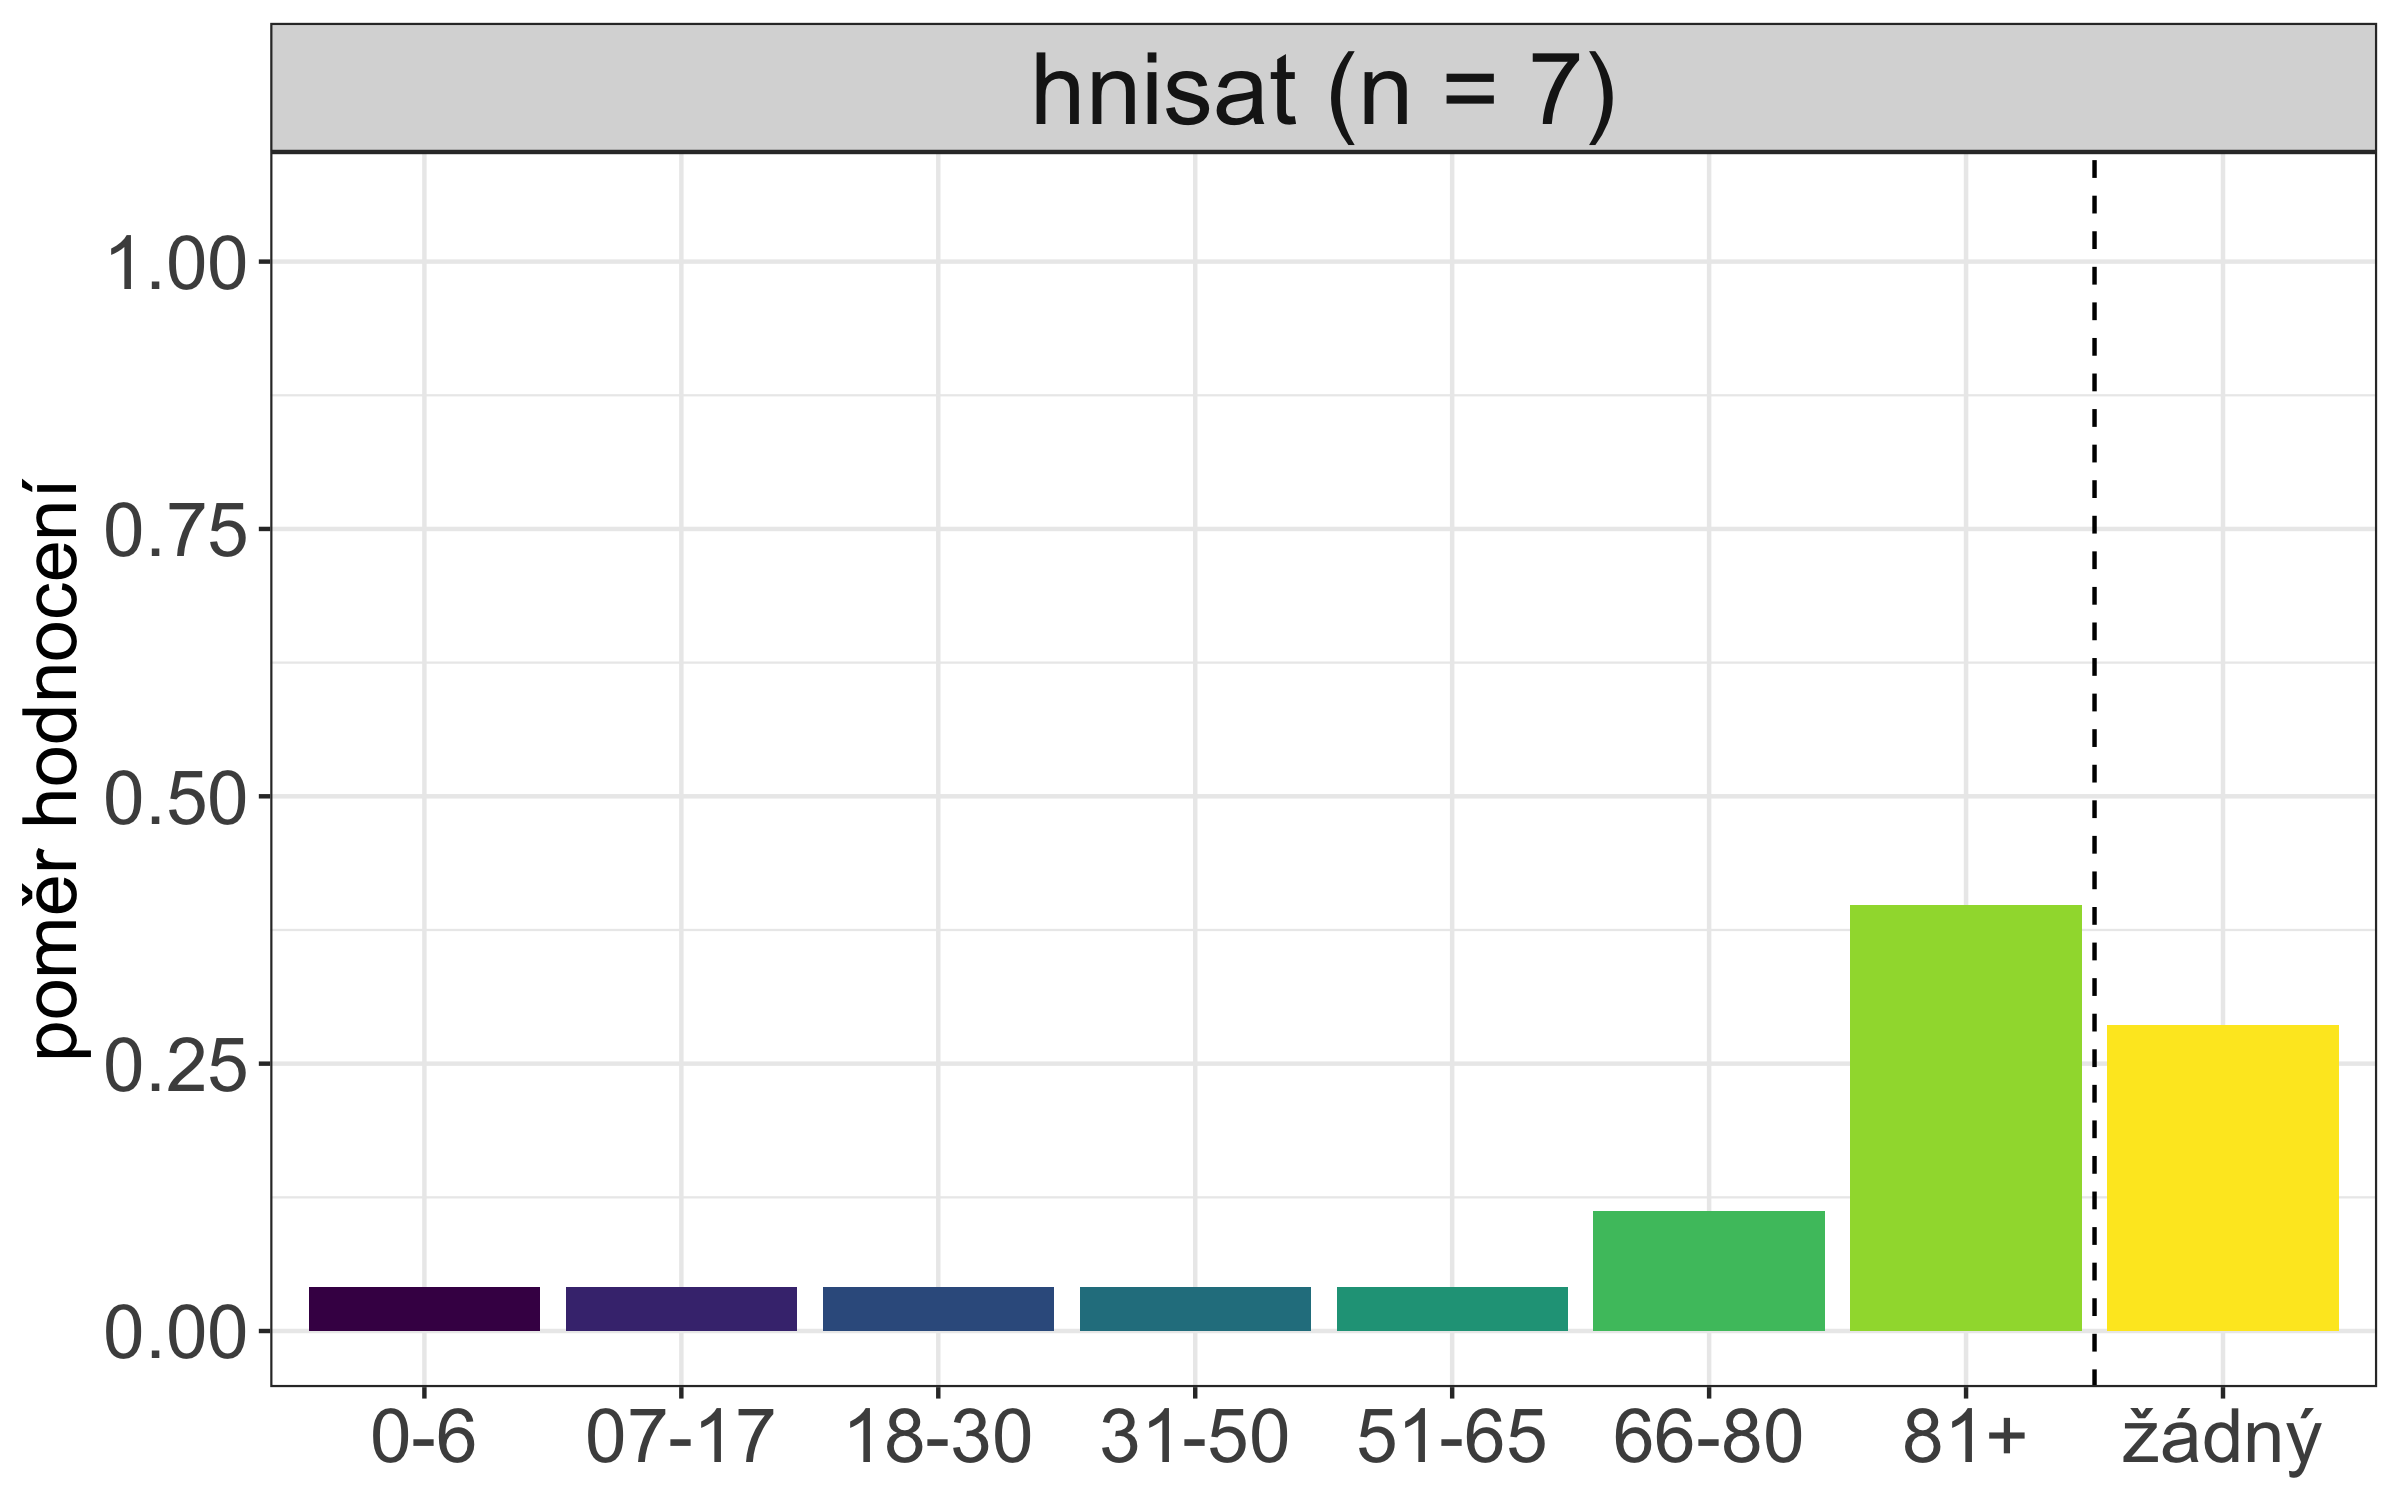 hnisat (n = 7)
poměr hodnocení
1.00
0.75
0.50
0.25
0.00
0-6 07-17 18-30 31-50 51-65 66-80 81+ žádný